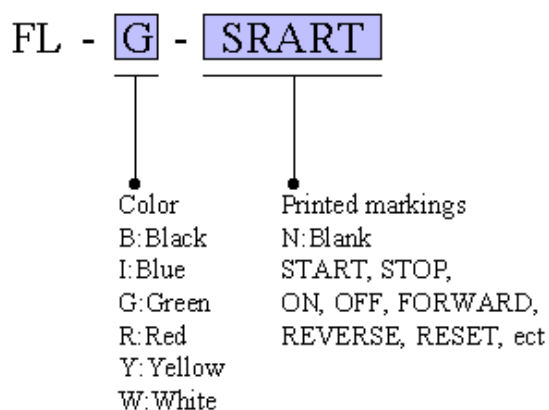 FL - G - SRART
Color
B:Black
I:Blue
G:Green
R:Red
Y:Yellow
W:White
Printed markings
N:Blank
START, STOP,
ON, OFF, FORWARD,
REVERSE, RESET, ect